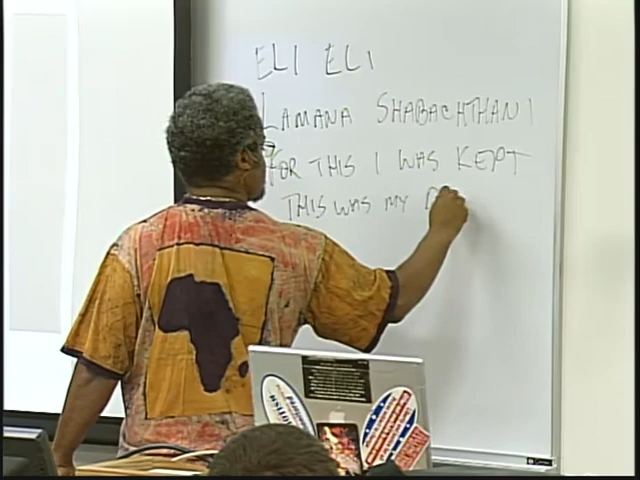 ELI ELI
LAMANA SHABACHTHANI
FOR THIS I WAS KEPT
THIS WAS MY